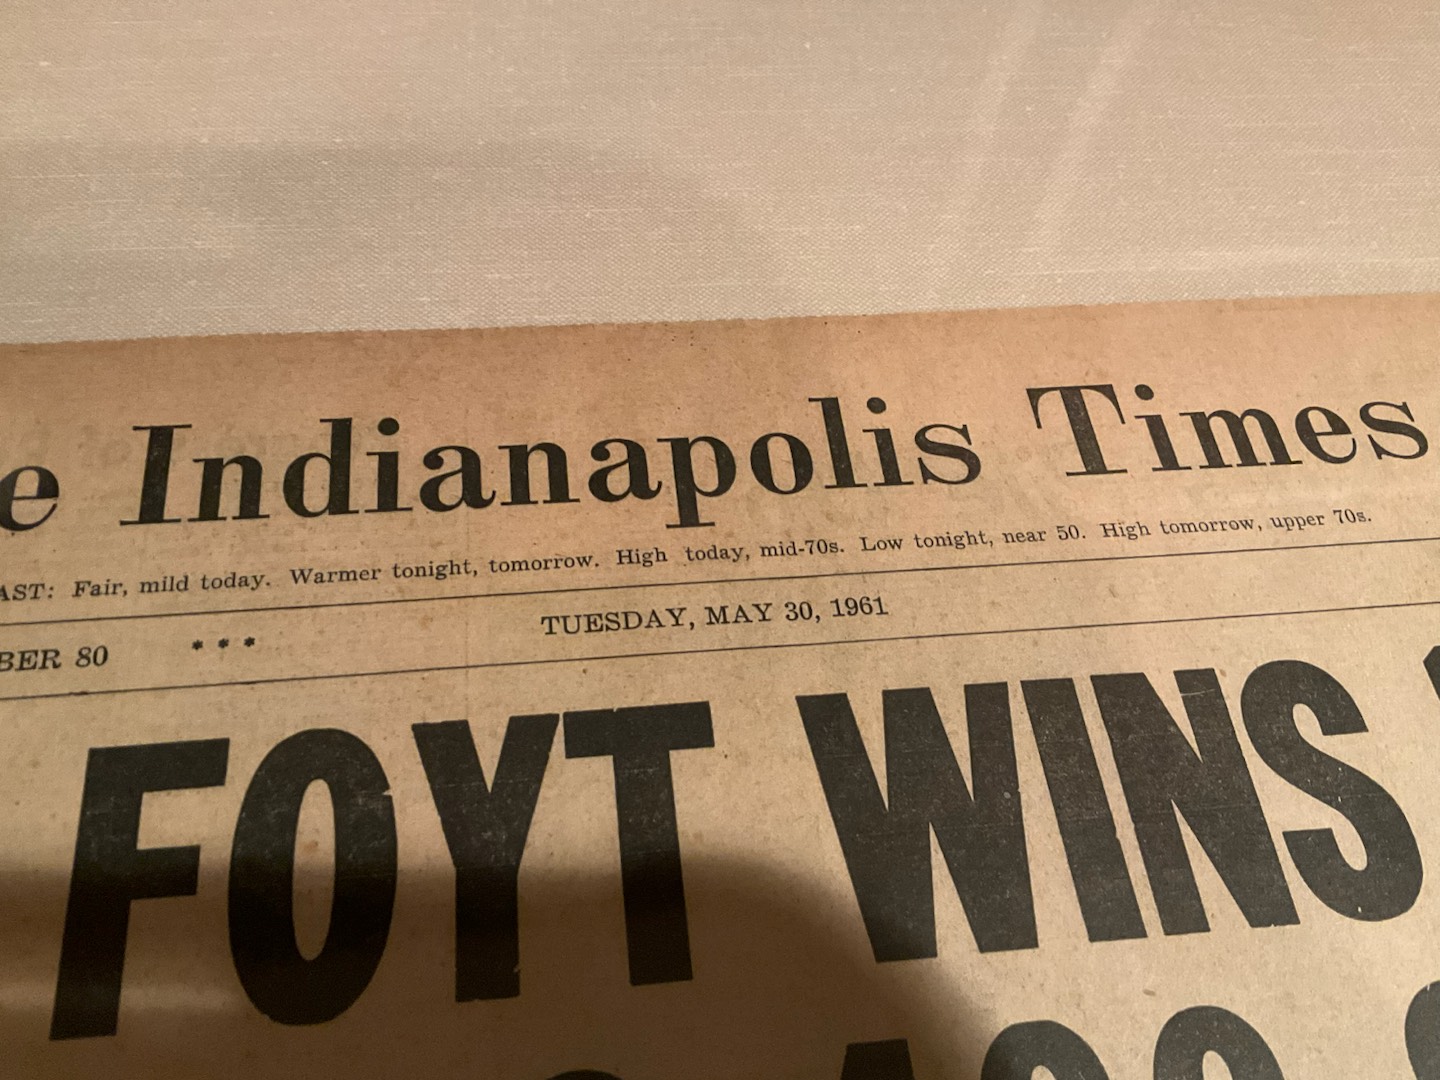 e Indianapolis Times
AST: Fair, mild today. Warmer tonight, tomorrow. High today, mid-70s. Low tonight, near 50. High tomorrow, upper 70s.
BER 80 * * * TUESDAY, MAY 30, 1961
FOYT WINS